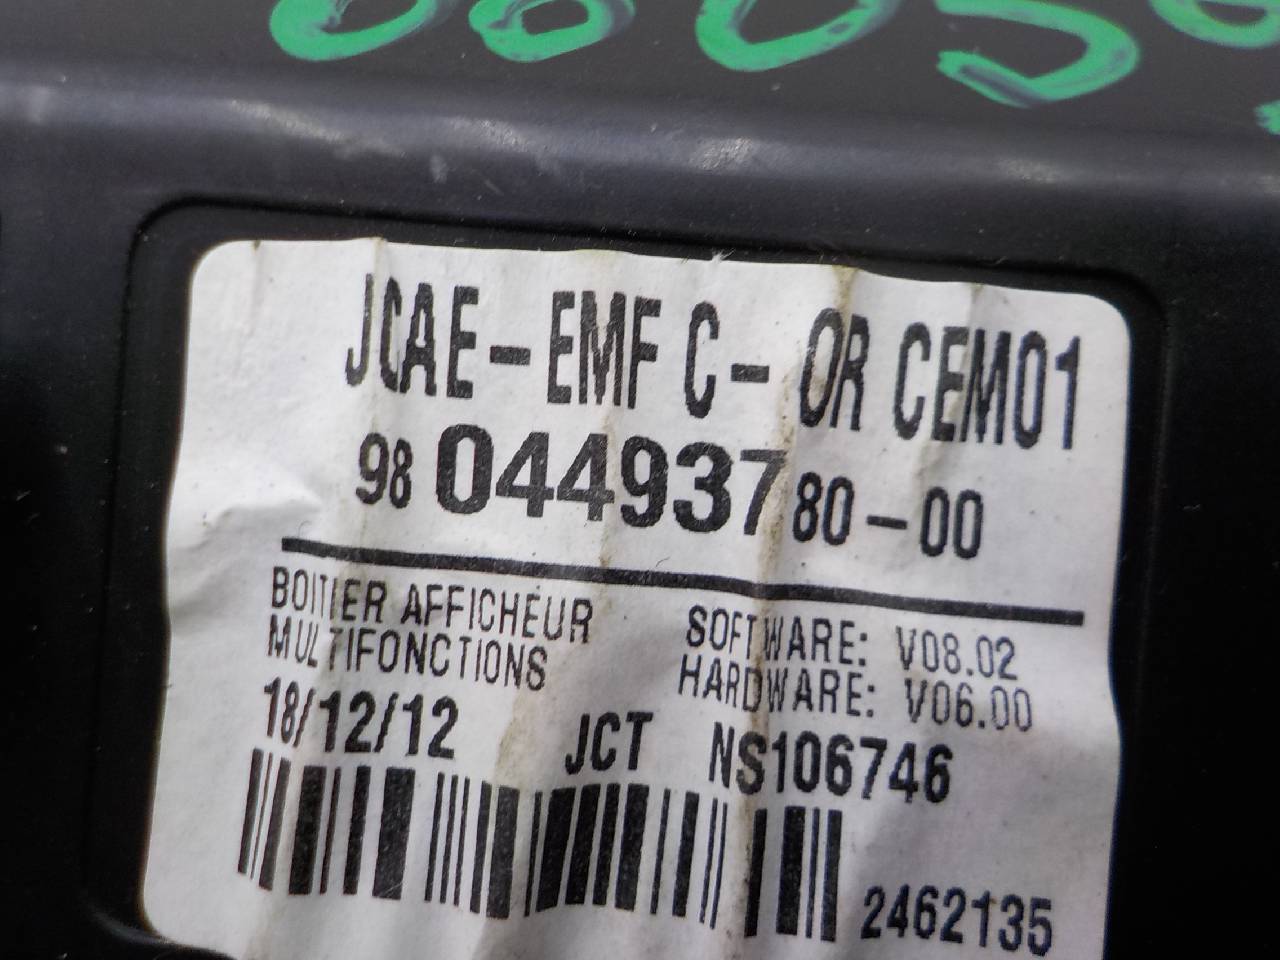 JCAE-EMF C-OR CEM01
98 044937 80-00
BOITIER AFFICHEUR
MULTIFONCTIONS
SOFTWARE: V08.02
HARDWARE: V06.00
18/12/12 JCT NS106746
2462135